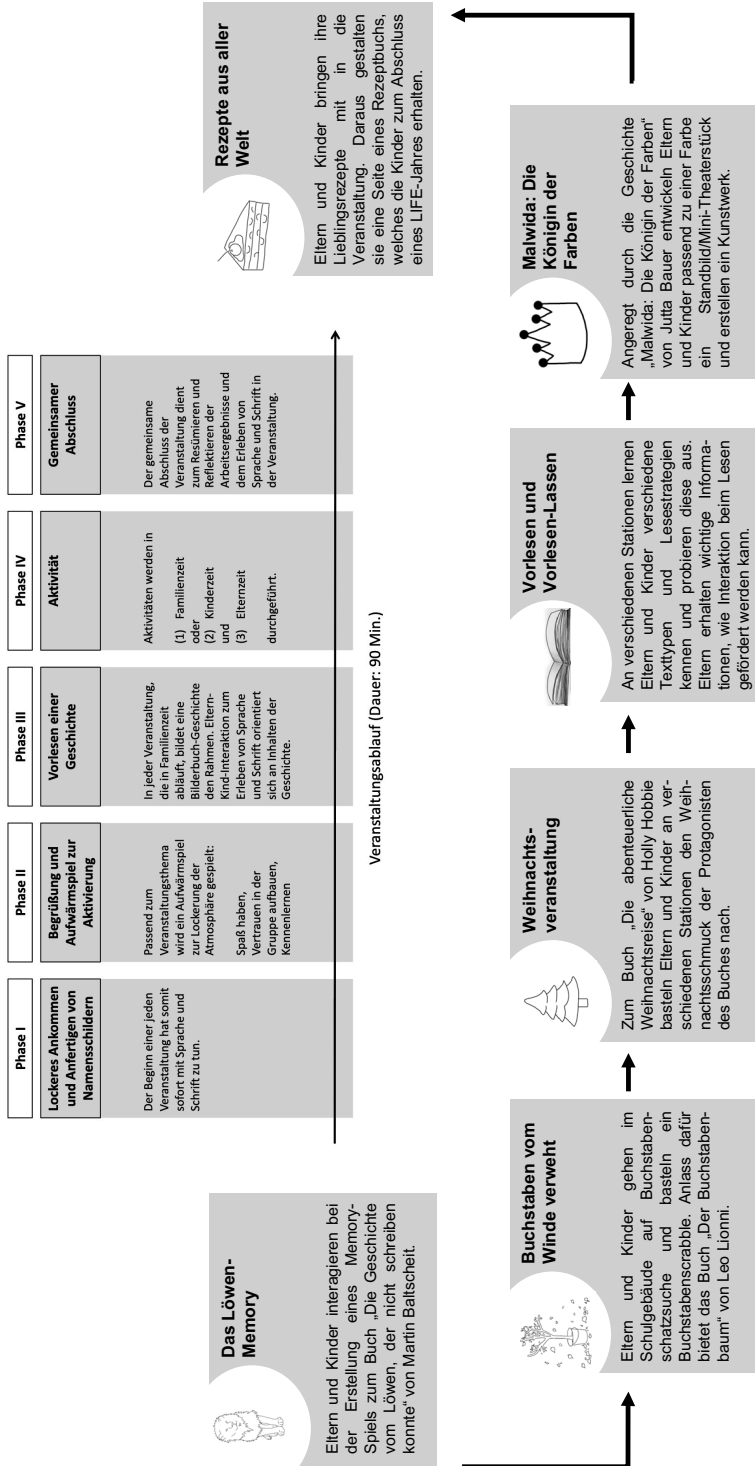 Das Löwen-
Memory
Eltern und Kinder interagieren bei
der Erstellung eines Memory-
Spiels zum Buch „Die Geschichte
vom Löwen, der nicht schreiben
konnte“ von Martin Baltscheit.
Phase I
Lockeres Ankommen
und Anfertigen von
Namensschildern
Der Beginn einer jeden
Veranstaltung hat somit
sofort mit Sprache und
Schrift zu tun.
Phase II
Begrüßung und
Aufwärmspiel zur
Aktivierung
Passend zum
Veranstaltungsthema
wird ein Aufwärmspiel
zur Lockerung der
Atmosphäre gespielt:
Spaß haben,
Vertrauen in der
Gruppe aufbauen,
Kennenlernen
Phase III
Vorlesen einer
Geschichte
In jeder Veranstaltung,
die in Familienzeit
abläuft, bildet eine
Bilderbuch-Geschichte
den Rahmen. Eltern-
Kind-Interaktion zum
Erleben von Sprache
und Schrift orientiert
sich an Inhalten der
Geschichte.
Phase IV
Aktivität
Aktivitäten werden in
(1) Familienzeit
oder
(2) Kinderzeit
und
(3) Elternzeit
durchgeführt.
Phase V
Gemeinsamer
Abschluss
Der gemeinsame
Abschluss der
Veranstaltung dient
zum Resümieren und
Reflektieren der
Arbeitsergebnisse und
dem Erleben von
Sprache und Schrift in
der Veranstaltung.
Veranstaltungsablauf (Dauer: 90 Min.)
Rezepte aus aller
Welt
Eltern und Kinder bringen ihre
Lieblingsrezepte mit in die
Veranstaltung. Daraus gestalten
sie eine Seite eines Rezeptbuchs,
welches die Kinder zum Abschluss
eines LIFE-Jahres erhalten.
Buchstaben vom
Winde verweht
Eltern und Kinder gehen im
Schulgebäude auf Buchstaben-
schatzsuche und basteln ein
Buchstabenscrabble. Anlass dafür
bietet das Buch „Der Buchstaben-
baum“ von Leo Lionni.
Weihnachts-
veranstaltung
Zum Buch „Die abenteuerliche
Weihnachtsreise“ von Holly Hobbie
basteln Eltern und Kinder an ver-
schiedenen Stationen den Weih-
nachtsschmuck der Protagonisten
des Buches nach.
Vorlesen und
Vorlesen-Lassen
An verschiedenen Stationen lernen
Eltern und Kinder verschiedene
Texttypen und Lesestrategien
kennen und probieren diese aus.
Eltern erhalten wichtige Informa-
tionen, wie Interaktion beim Lesen
gefördert werden kann.
Malwida: Die
Königin der
Farben
Angeregt durch die Geschichte
„Malwida: Die Königin der Farben“
von Jutta Bauer entwickeln Eltern
und Kinder passend zu einer Farbe
ein Standbild/Mini-Theaterstück
und erstellen ein Kunstwerk.